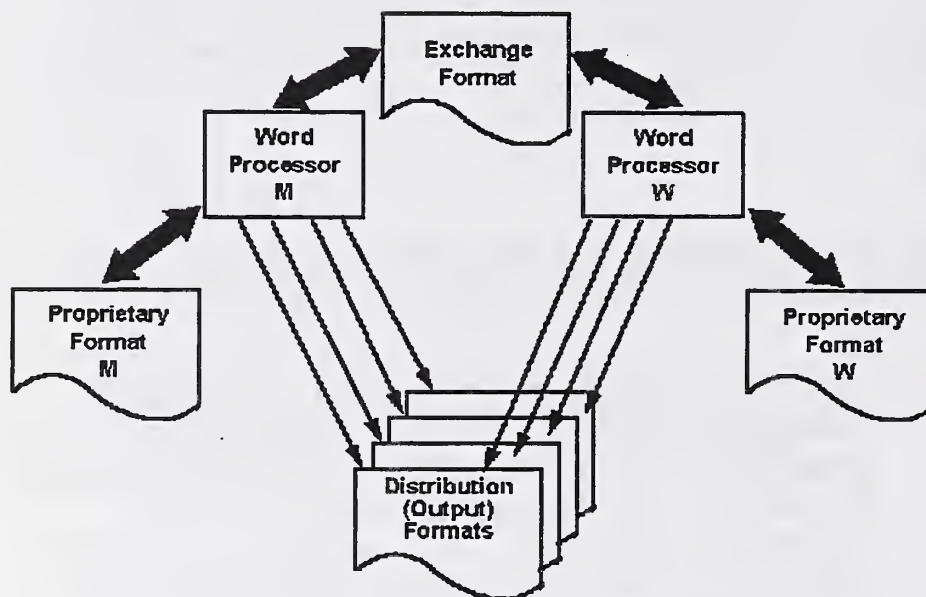 Exchange
Format
Word
Processor
M
Word
Processor
W
Proprietary
Format
M
Proprietary
Format
W
Distribution
(Output)
Formats